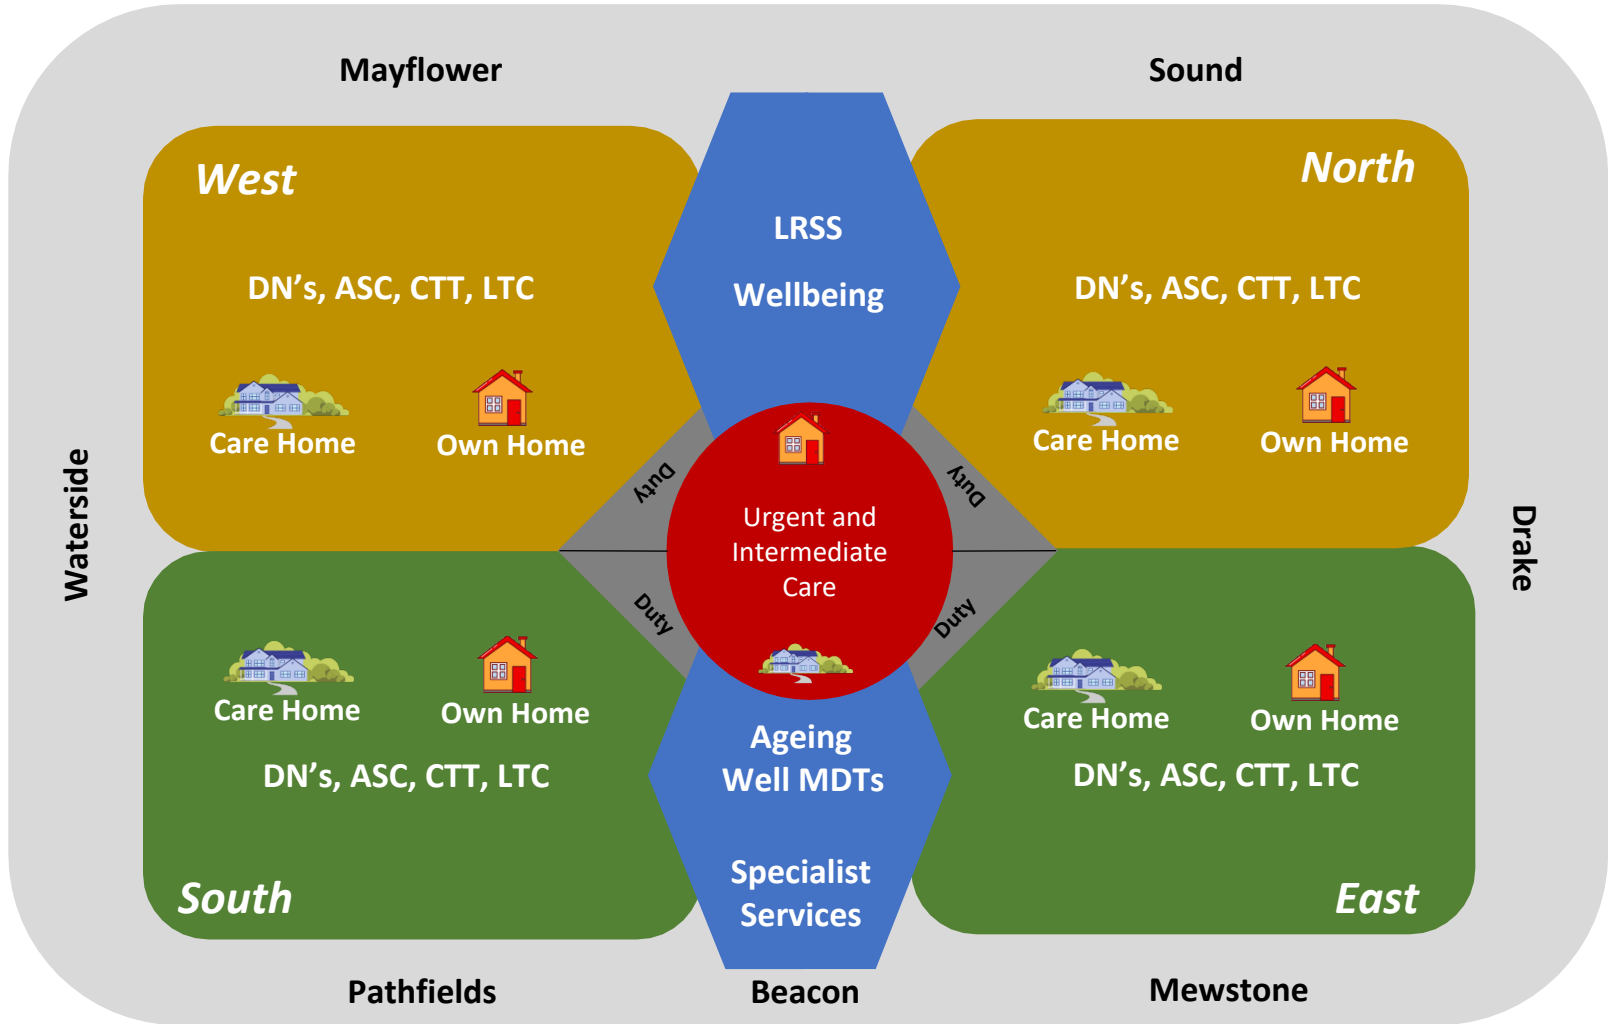 Mayflower
Sound
West
North
LRSS
Wellbeing
DN's, ASC, CTT, LTC
DN's, ASC, CTT, LTC
Care Home
Own Home
Care Home
Own Home
Waterside
Drake
Duty
Duty
Urgent and
Intermediate
Care
Duty
Duty
Care Home
Own Home
Care Home
Own Home
DN's, ASC, CTT, LTC
DN's, ASC, CTT, LTC
Ageing
Well MDTs
Specialist
Services
South
East
Pathfields
Beacon
Mewstone